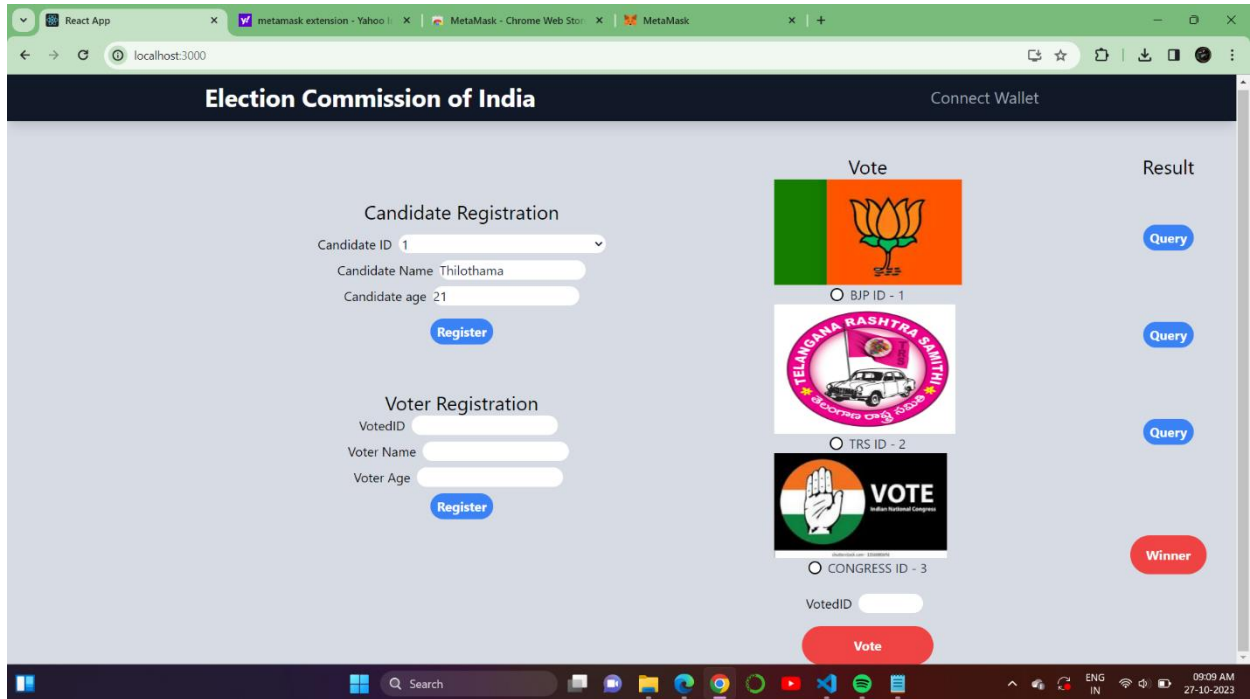 React App
metamask extension - Yahoo I
MetaMask - Chrome Web Stor
MetaMask
localhost:3000
Election Commission of India
Connect Wallet
Candidate Registration
Candidate ID 1
Candidate Name Thilothama
Candidate age 21
Register
Voter Registration
VotedID
Voter Name
Voter Age
Register
Vote
BJP ID - 1
TELANGANA RASHTRA SAMITHI
TRS
తెలంగాణ రాష్ట్ర సమితి
TRS ID - 2
VOTE
Indian National Congress
CONGRESS ID - 3
VotedID
Vote
Result
Query
Query
Query
Winner
Search
ENG
IN
09:09 AM
27-10-2023